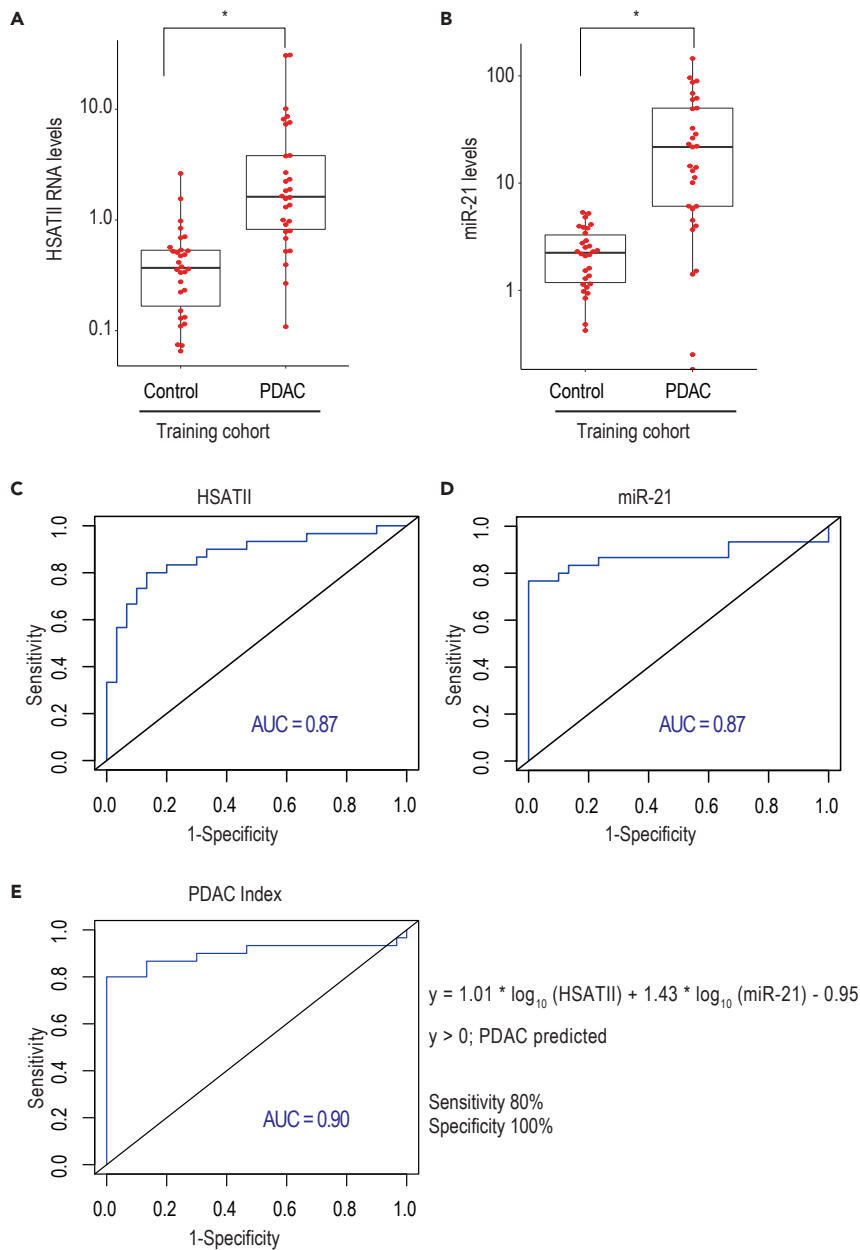 A
*
HSATII RNA levels
10.0
1.0
0.1
Control
PDAC
Training cohort
B
*
miR-21 levels
100
10
1
Control
PDAC
Training cohort
C
HSATII
Sensitivity
1.0
0.8
0.6
0.4
0.2
0.0
AUC = 0.87
0.0 0.2 0.4 0.6 0.8 1.0
1-Specificity
D
miR-21
Sensitivity
1.0
0.8
0.6
0.4
0.2
0.0
AUC = 0.87
0.0 0.2 0.4 0.6 0.8 1.0
1-Specificity
E
PDAC Index
Sensitivity
1.0
0.8
0.6
0.4
0.2
0.0
AUC = 0.90
0.0 0.2 0.4 0.6 0.8 1.0
1-Specificity
y = 1.01 * log10 (HSATII) + 1.43 * log10 (miR-21) - 0.95
y > 0; PDAC predicted
Sensitivity 80%
Specificity 100%